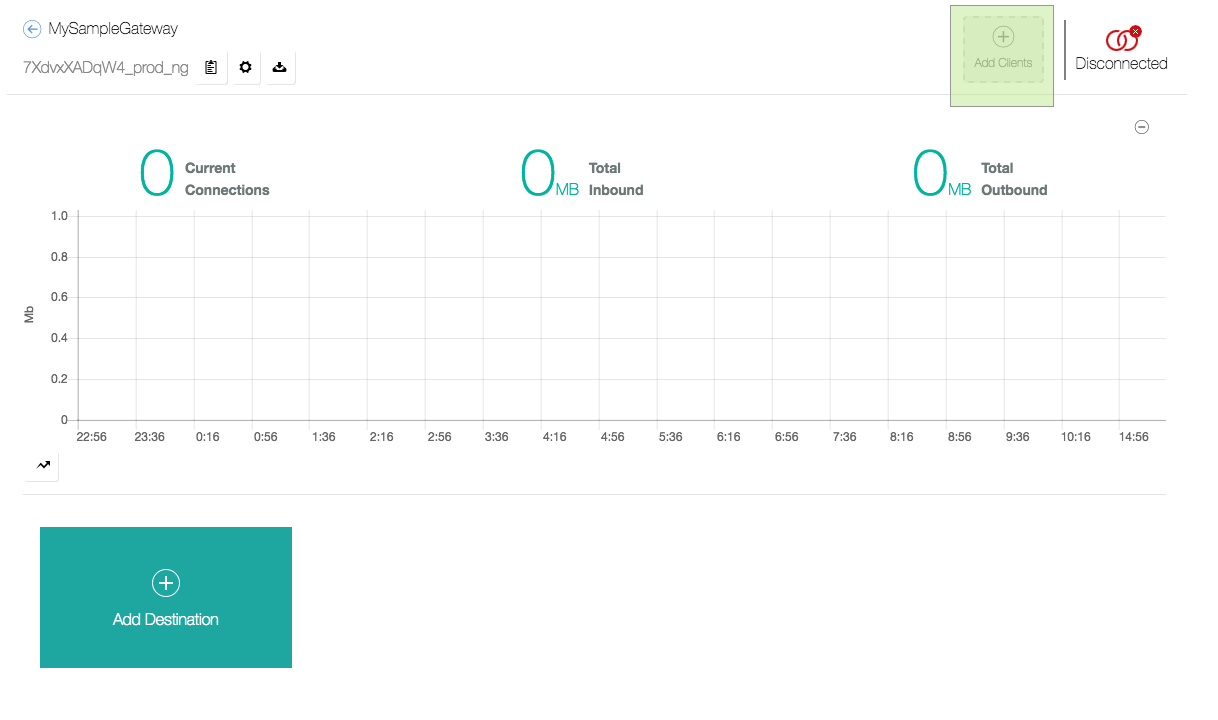 MySampleGateway
7XdvxXADqW4_prod_ng
Add Clients
Disconnected
0 Current Connections
0 MB Total Inbound
0 MB Total Outbound
Mb
1.0
0.8
0.6
0.4
0.2
0
22:56 23:36 0:16 0:56 1:36 2:16 2:56 3:36 4:16 4:56 5:36 6:16 6:56 7:36 8:16 8:56 9:36 10:16 14:56
Add Destination